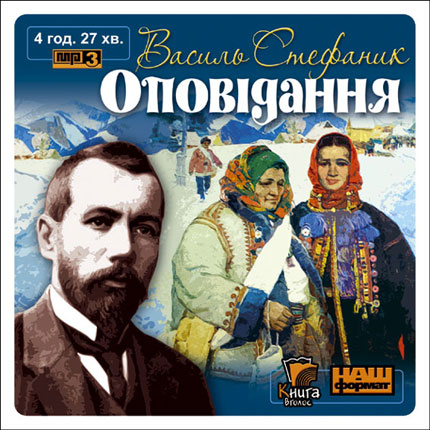 4 год. 27 хв.
mp3
Василь Стефаник
Оповідання
Книга
Вголос
НАШ
формат